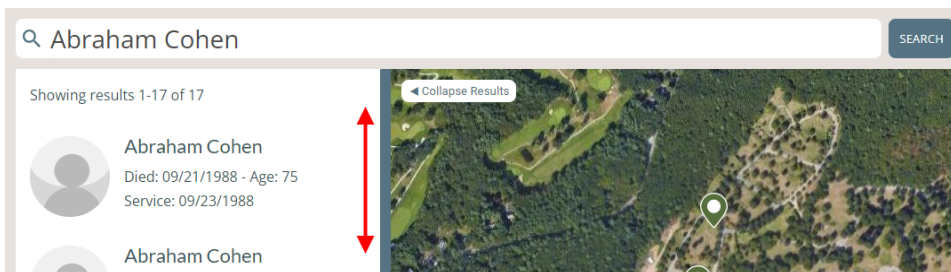 Abraham Cohen
SEARCH
Showing results 1-17 of 17
◀ Collapse Results
Abraham Cohen
Died: 09/21/1988 - Age: 75
Service: 09/23/1988
Abraham Cohen